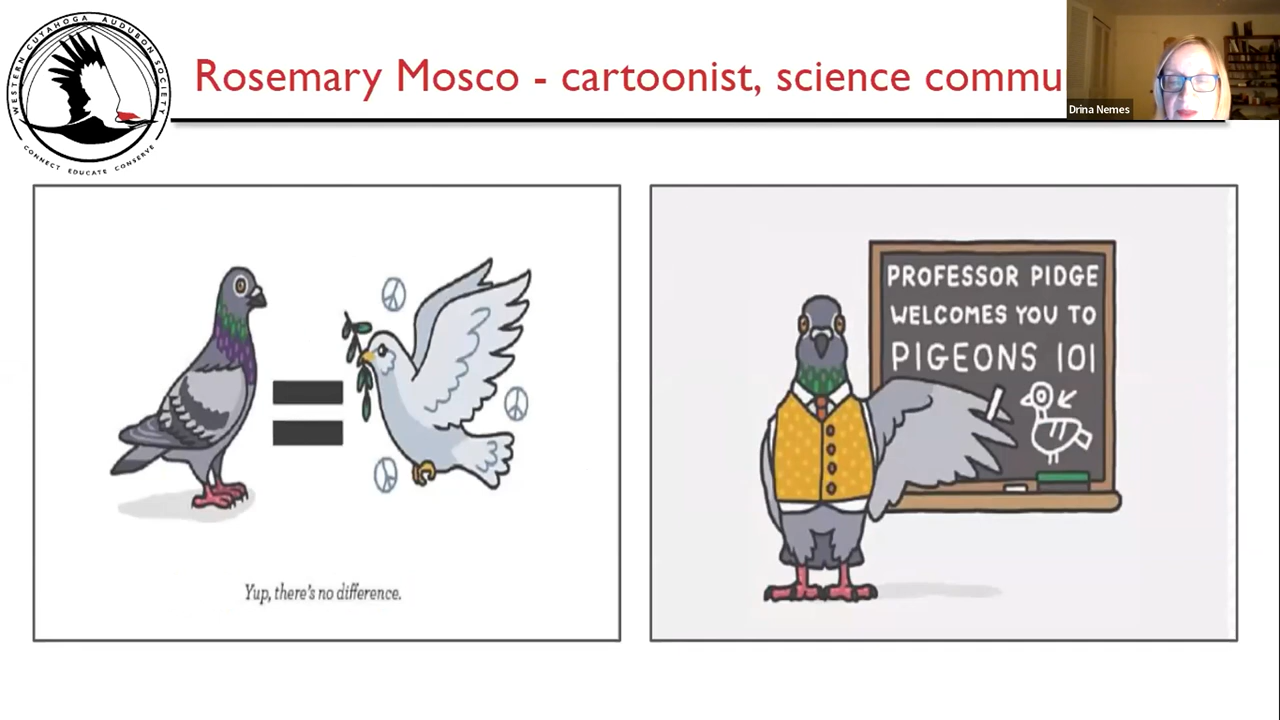 WESTERN CUYAHOGA AUDUBON SOCIETY
CONNECT EDUCATE CONSERVE
Rosemary Mosco - cartoonist, science commu
Drina Nemes
Yup, there's no difference.
PROFESSOR PIDGE
WELCOMES YOU TO
PIGEONS 101